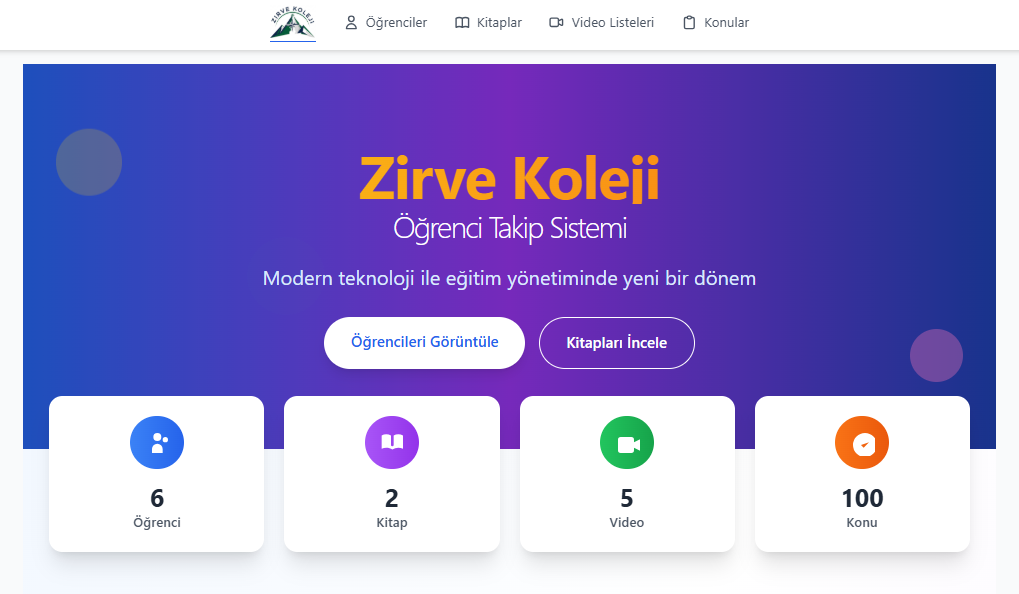 ZIRVE KOLEJI
Öğrenciler
Kitaplar
Video Listeleri
Konular
Zirve Koleji
Öğrenci Takip Sistemi
Modern teknoloji ile eğitim yönetiminde yeni bir dönem
Öğrencileri Görüntüle
Kitapları İncele
6
Öğrenci
2
Kitap
5
Video
100
Konu